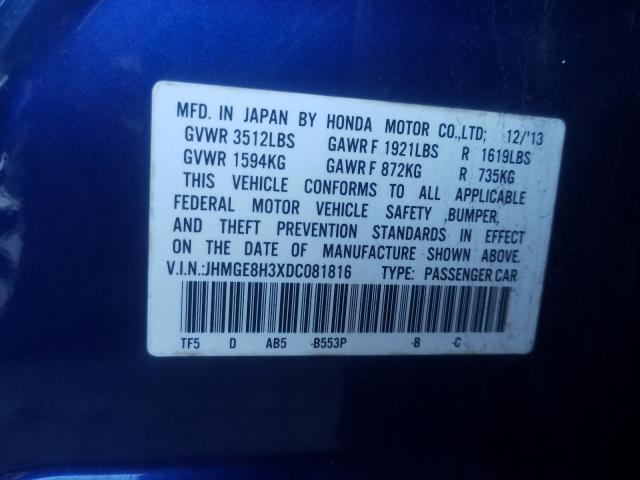 MFD. IN JAPAN BY HONDA MOTOR CO.,LTD; 12/'13
GVWR 3512LBS GAWR F 1921LBS R 1619LBS
GVWR 1594KG GAWR F 872KG R 735KG
THIS VEHICLE CONFORMS TO ALL APPLICABLE
FEDERAL MOTOR VEHICLE SAFETY ,BUMPER,
AND THEFT PREVENTION STANDARDS IN EFFECT
ON THE DATE OF MANUFACTURE SHOWN ABOVE.
V.I.N.:JHMGE8H3XDC081816 TYPE: PASSENGER CAR
TF5 D AB5 -B553P -B -C